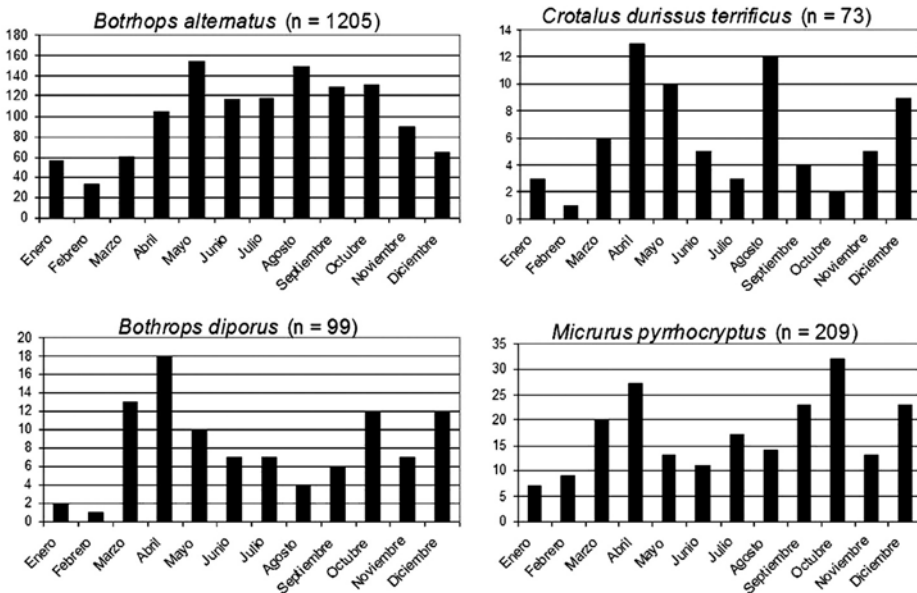 Botrhops alternatus (n = 1205)
180
160
140
120
100
80
60
40
20
0
Enero
Febrero
Marzo
Abril
Mayo
Junio
Julio
Agosto
Septiembre
Octubre
Noviembre
Diciembre
Crotalus durissus terrificus (n = 73)
14
12
10
8
6
4
2
0
Enero
Febrero
Marzo
Abril
Mayo
Junio
Julio
Agosto
Septiembre
Octubre
Noviembre
Diciembre
Bothrops diporus (n = 99)
20
18
16
14
12
10
8
6
4
2
0
Enero
Febrero
Marzo
Abril
Mayo
Junio
Julio
Agosto
Septiembre
Octubre
Noviembre
Diciembre
Micrurus pyrrhocryptus (n = 209)
35
30
25
20
15
10
5
0
Enero
Febrero
Marzo
Abril
Mayo
Junio
Julio
Agosto
Septiembre
Octubre
Noviembre
Diciembre